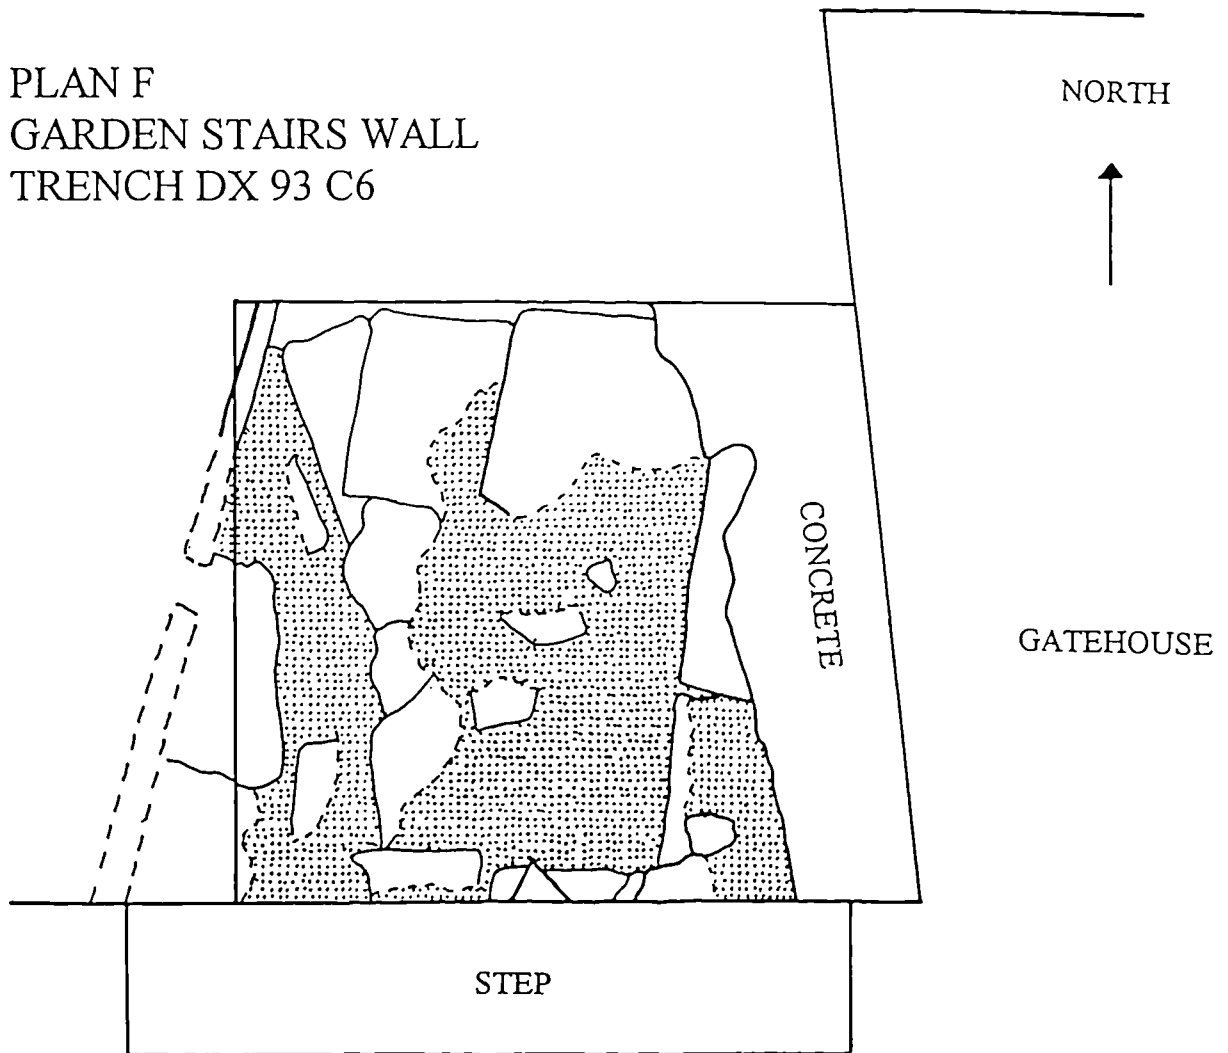 PLAN F
GARDEN STAIRS WALL
TRENCH DX 93 C6
NORTH
CONCRETE
GATEHOUSE
STEP